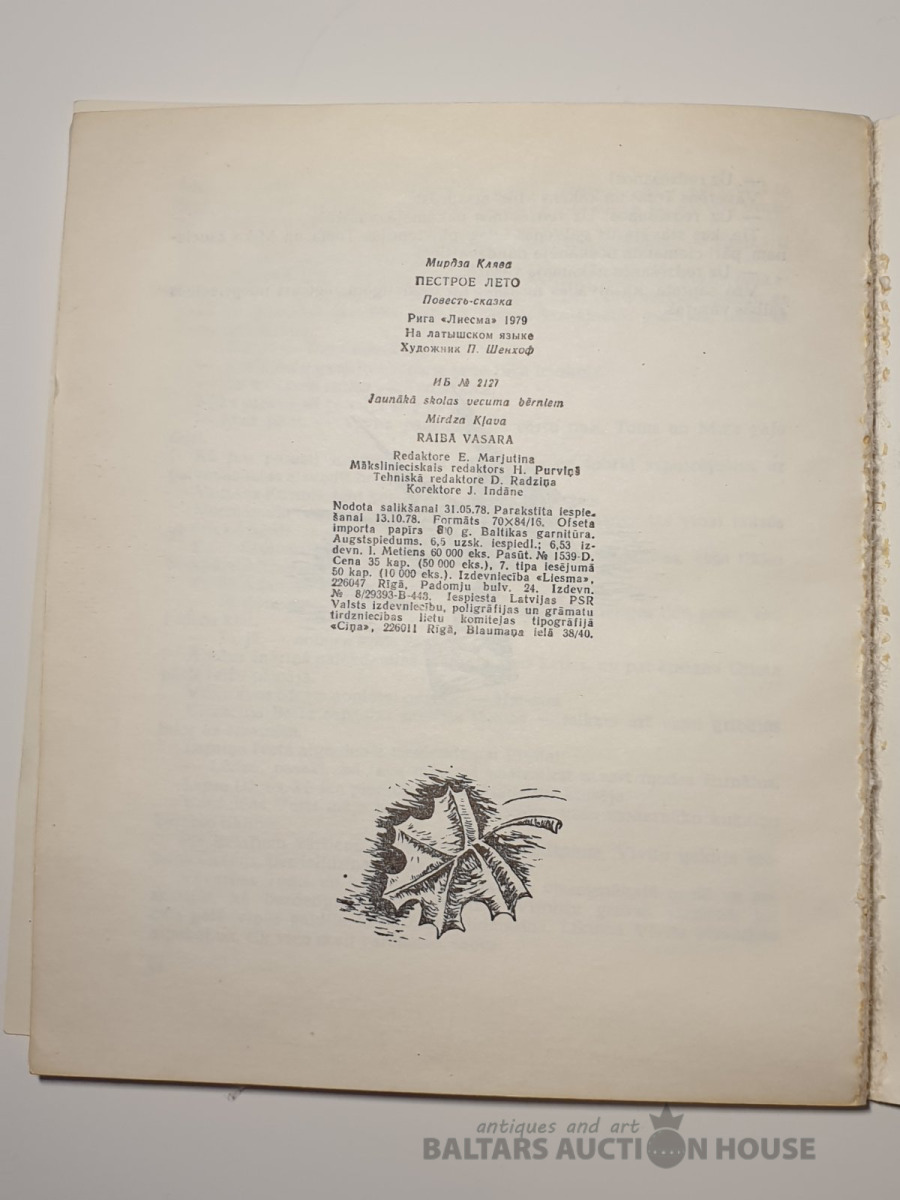 Мирдза Клява
ПЕСТРОЕ ЛЕТО
Повесть-сказка
Рига «Лиесма» 1979
На латышском языке
Художник П. Шенхоф
ИБ № 2127
Jaunākā skolas vecuma bērniem
Mirdza Kļava
RAIBA VASARA
Redaktore E. Marjutina
Mākslinieciskais redaktors H. Purviņš
Tehniskā redaktore D. Radziņa
Korektore J. Indāne
Nodota salikšanai 31.05.78. Parakstīta iespie-
šanai 13.10.78. Formāts 70×84/16. Ofseta
importa papīrs 80 g. Baltikas garnitūra.
Augstspiedums. 6,5 uzsk. iespiedl.; 6,53 iz-
devn. l. Metiens 60 000 eks. Pasūt. № 1539-D.
Cena 35 kap. (50 000 eks.), 7. tipa iesējumā
50 kap. (10 000 eks.). Izdevniecība «Liesma»,
226047 Rīgā, Padomju bulv. 24. Izdevn.
№ 8/29393-B-443. Iespiesta Latvijas PSR
Valsts izdevniecību, poligrāfijas un grāmatu
tirdzniecības lietu komitejas tipogrāfijā
«Cīņa», 226011 Rīgā, Blaumaņa ielā 38/40.
antiques and art
BALTARS AUCTION HOUSE